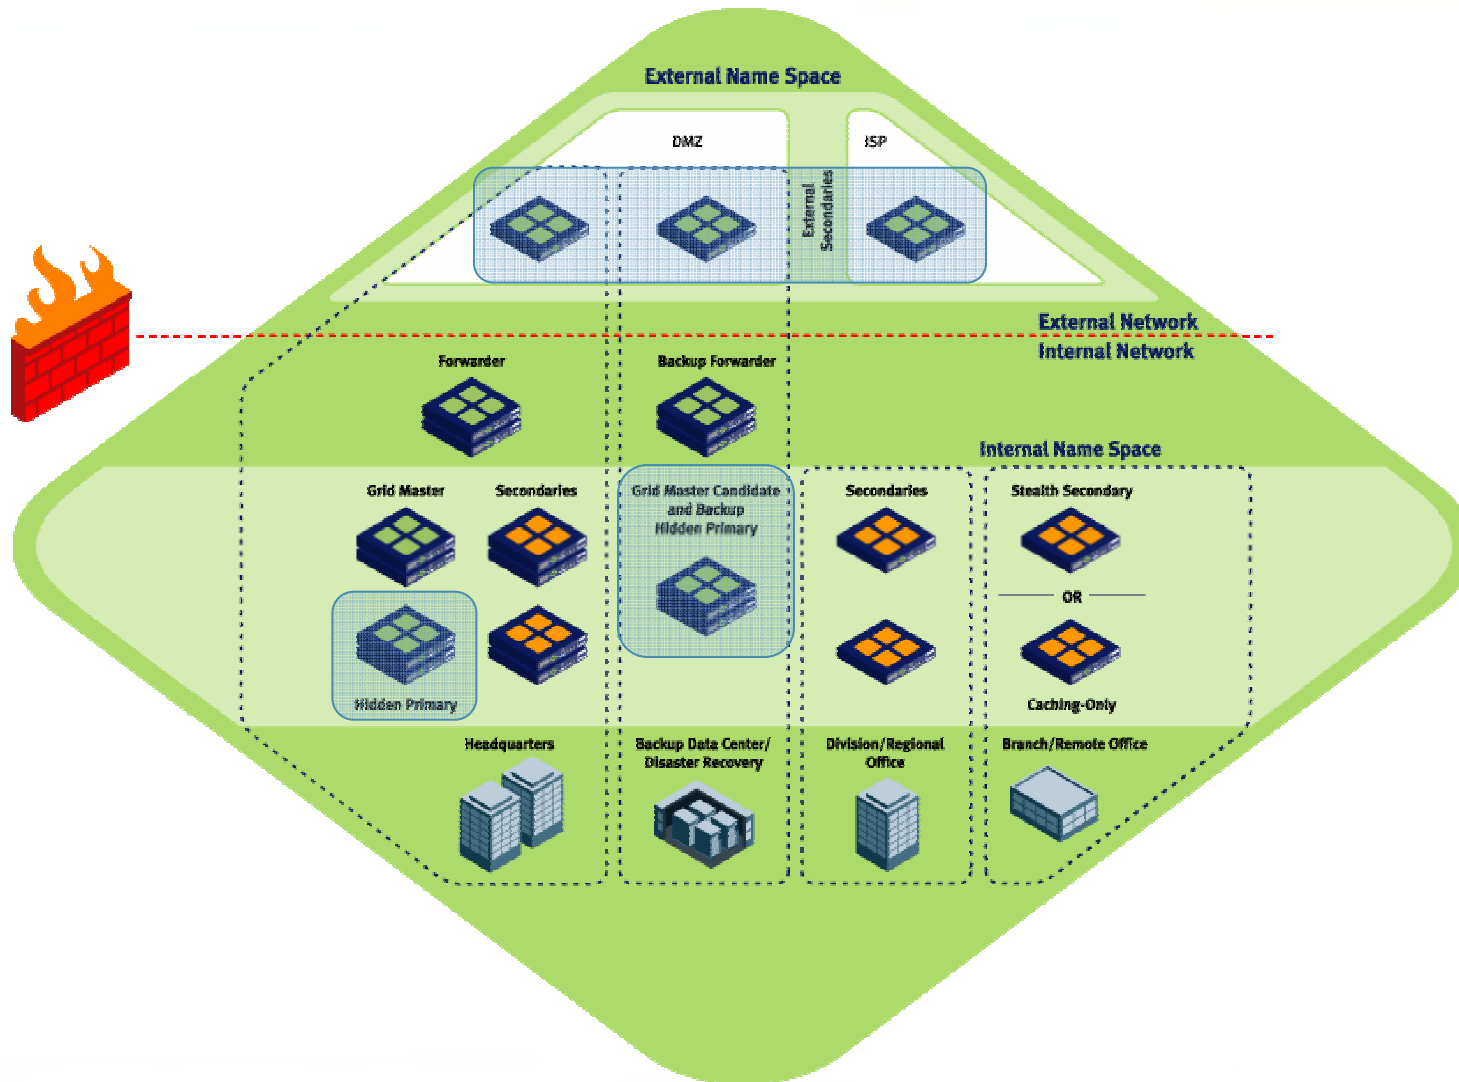 External Name Space
DMZ
ISP
External
Secondaries
External Network
Internal Network
Forwarder
Backup Forwarder
Internal Name Space
Grid Master
Secondaries
Grid Master Candidate
and Backup
Hidden Primary
Secondaries
Stealth Secondary
OR
Hidden Primary
Caching-Only
Headquarters
Backup Data Center/
Disaster Recovery
Division/Regional
Office
Branch/Remote Office